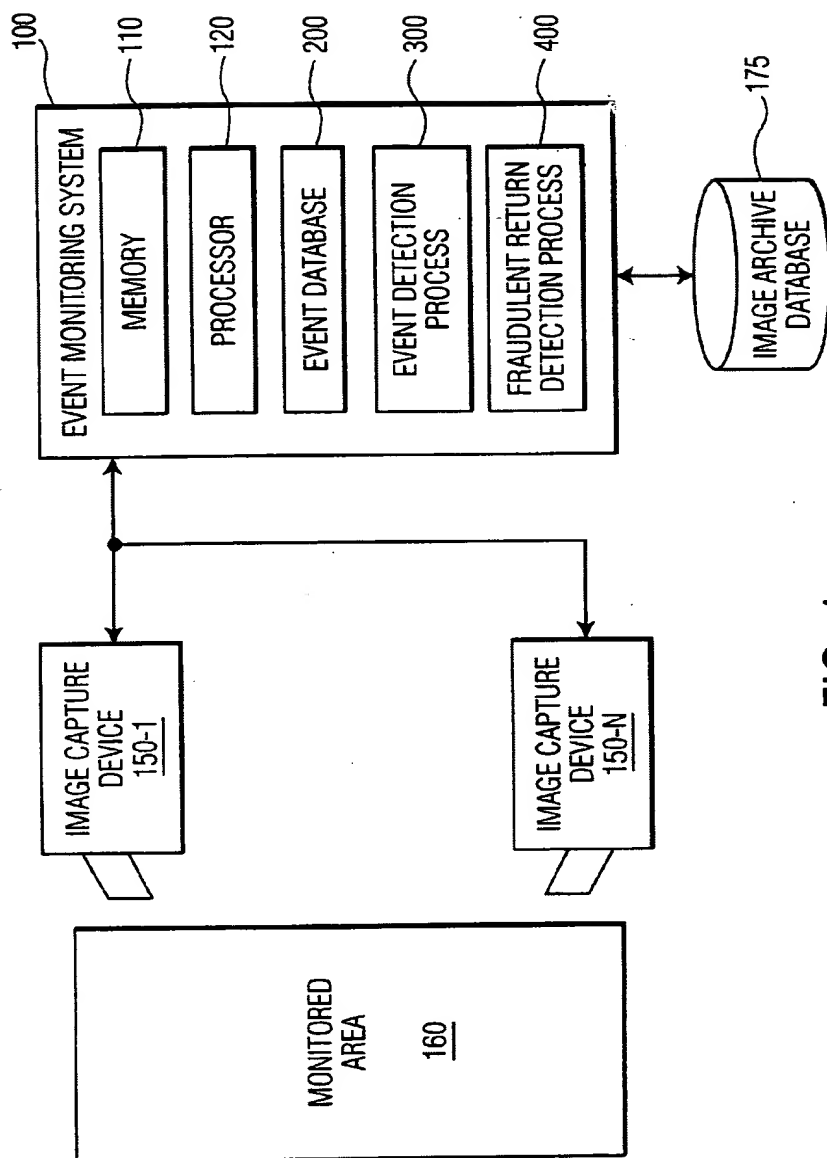 MONITORED
AREA
160
IMAGE CAPTURE
DEVICE
150-1
IMAGE CAPTURE
DEVICE
150-N
EVENT MONITORING SYSTEM
100
MEMORY
110
PROCESSOR
120
EVENT DATABASE
200
EVENT DETECTION
PROCESS
300
FRAUDULENT RETURN
DETECTION PROCESS
400
IMAGE ARCHIVE
DATABASE
175
FIG